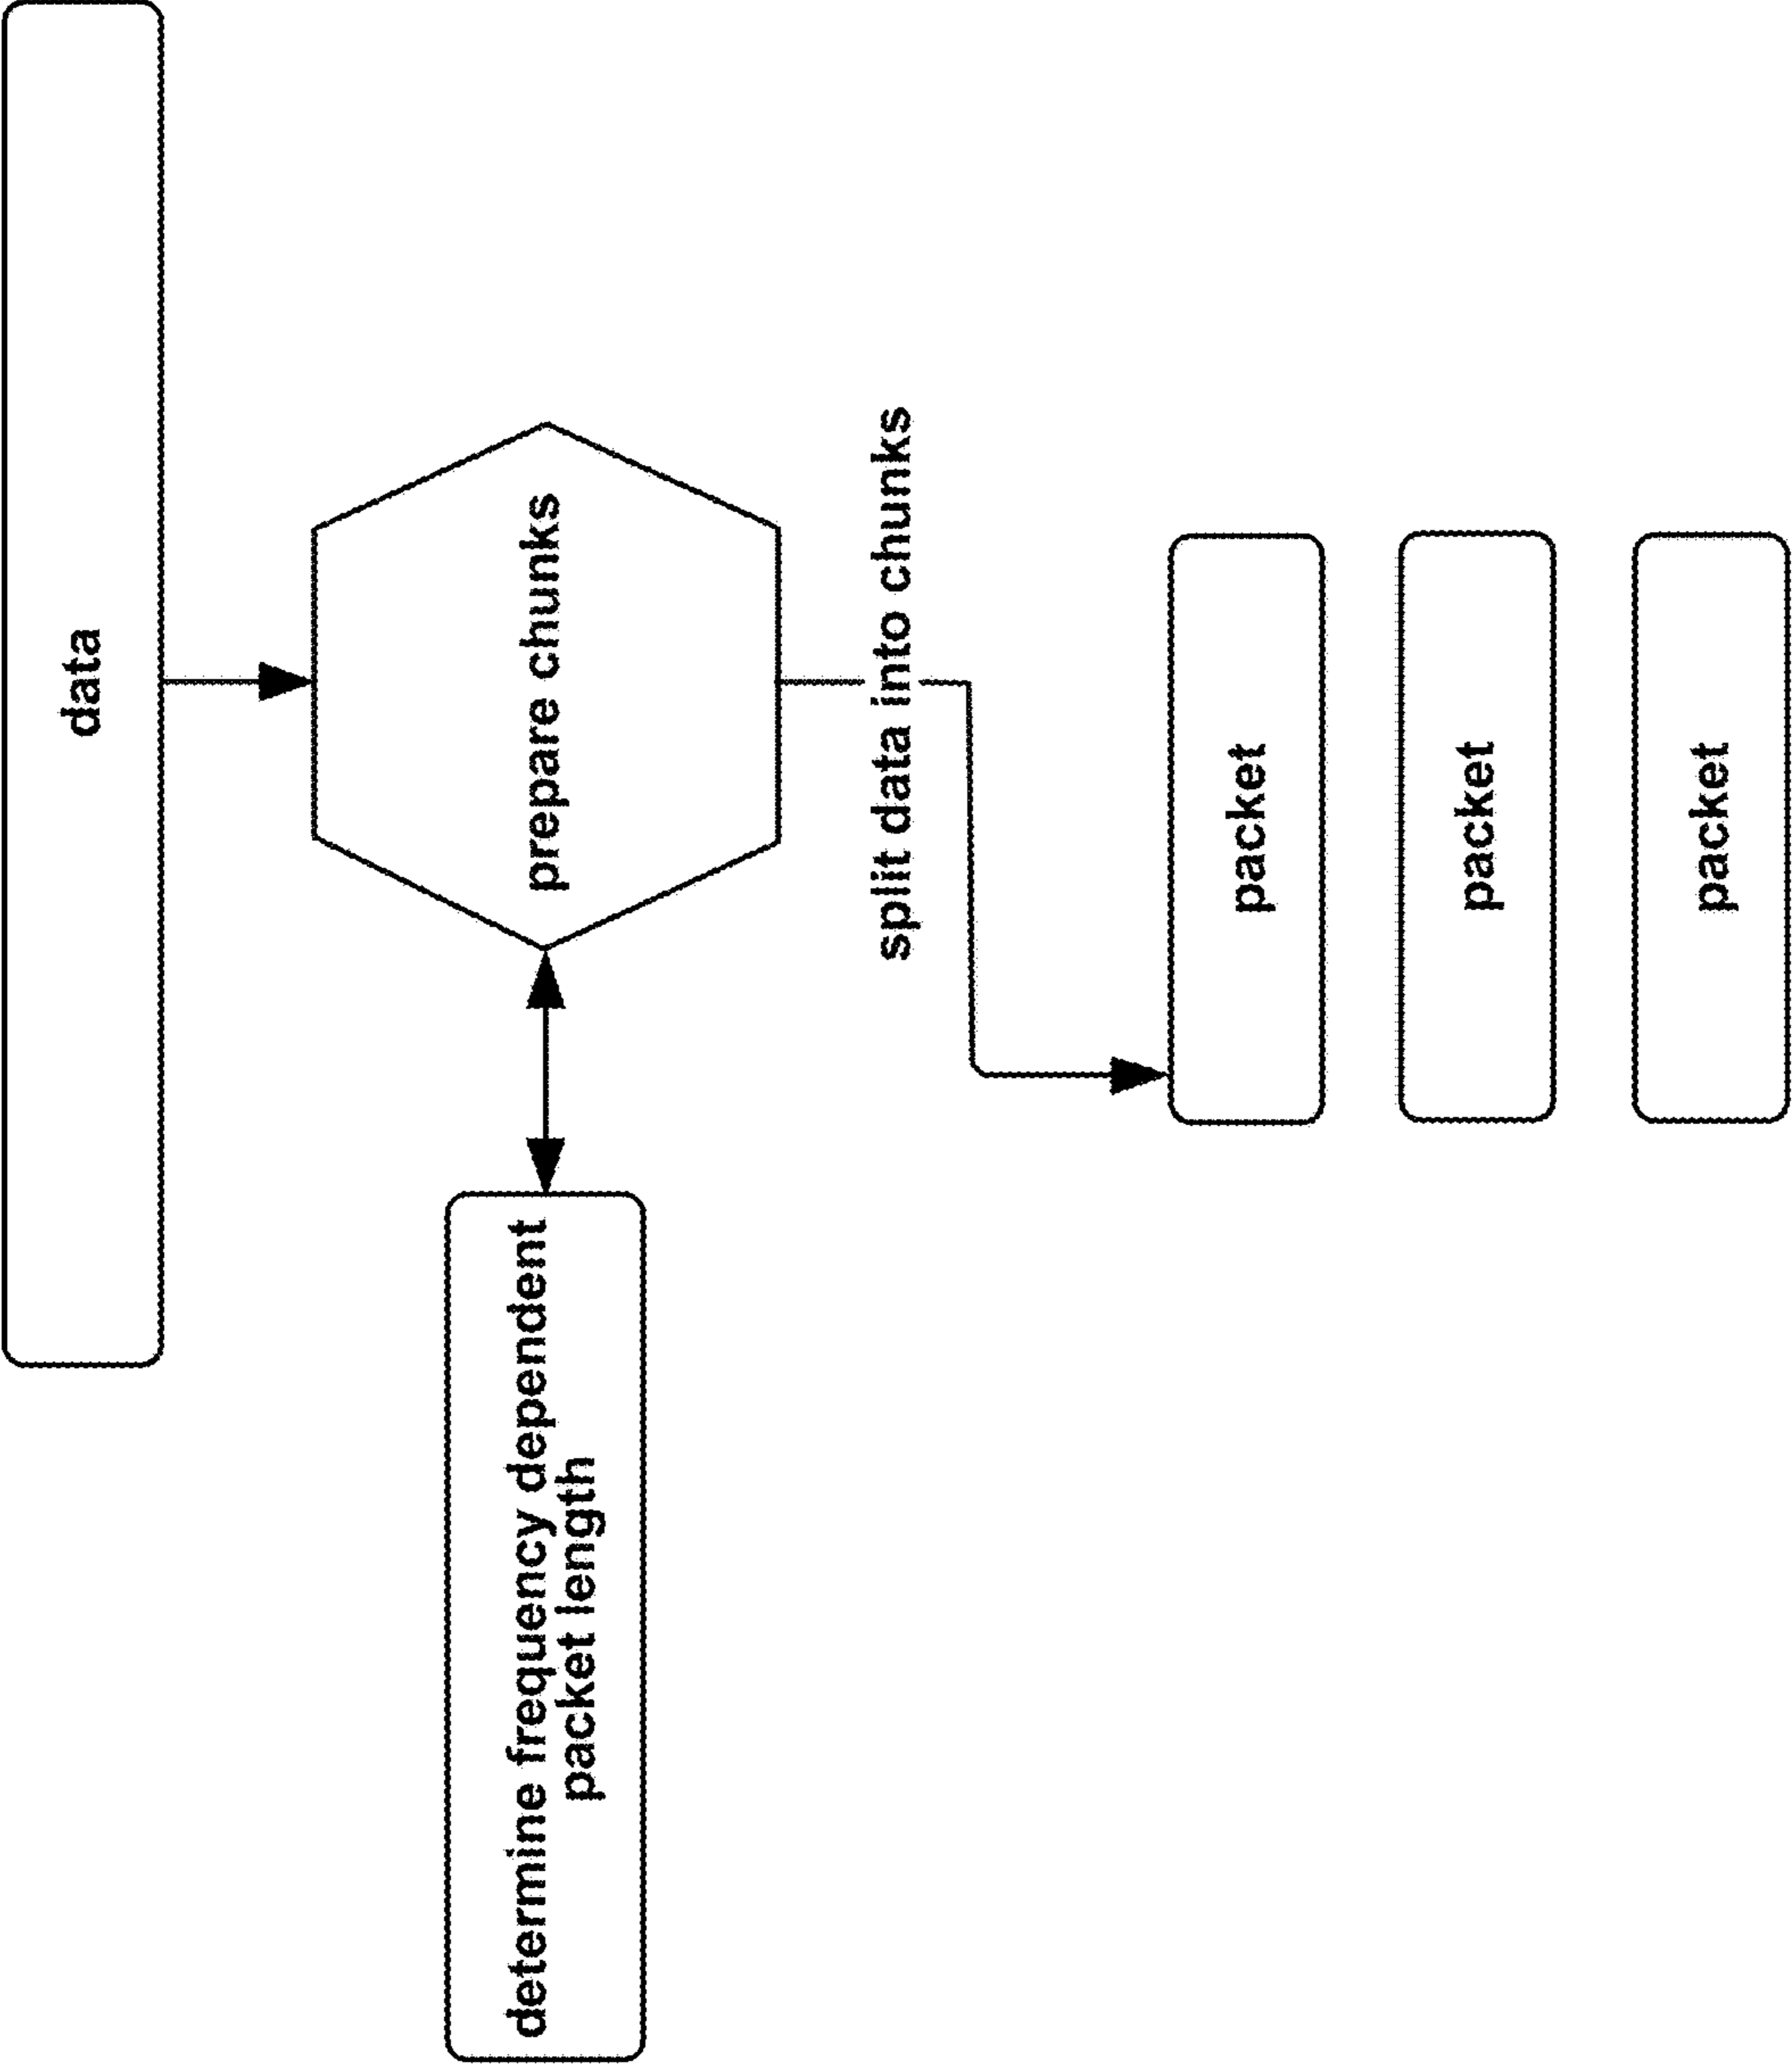 data
prepare chunks
determine frequency dependent
packet length
split data into chunks
packet
packet
packet